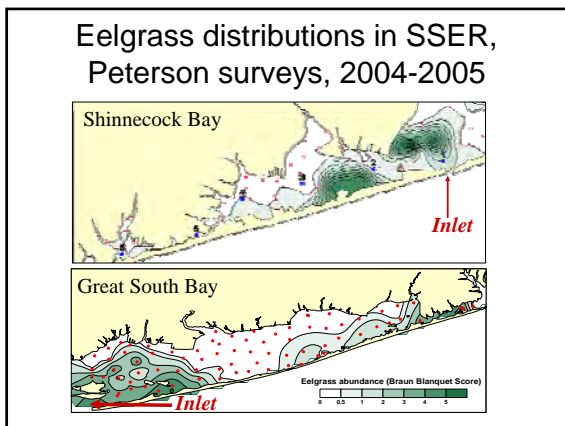 Eelgrass distributions in SSER,
Peterson surveys, 2004-2005
Shinnecock Bay
Inlet
Great South Bay
Inlet
Eelgrass abundance (Braun Blanquet Score)
0 0.5 1 2 3 4 5